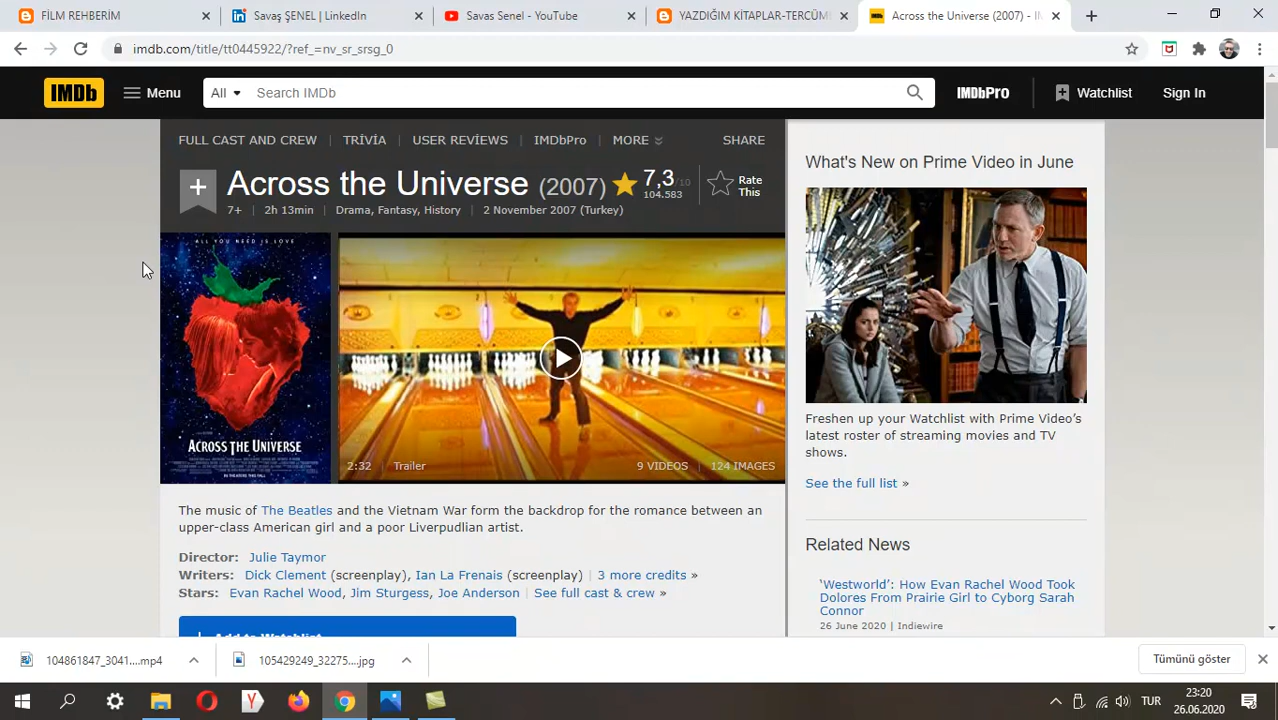 FİLM REHBERİM
Savaş ŞENEL | LinkedIn
Savas Senel - YouTube
YAZDIĞIM KİTAPLAR-TERCÜM
Across the Universe (2007) - IM
imdb.com/title/tt0445922/?ref_=nv_sr_srsg_0
IMDb
Menu
All
Search IMDb
IMDbPro
Watchlist
Sign In
FULL CAST AND CREW | TRİVİA | USER REVİEWS | IMDbPro | MORE
SHARE
Across the Universe (2007)
7,3/10
104.583
Rate This
7+ | 2h 13min | Drama, Fantasy, History | 2 November 2007 (Turkey)
ALL YOU NEED IS LOVE
ACROSS THE UNIVERSE
2:32 Trailer
9 VIDEOS | 124 IMAGES
The music of The Beatles and the Vietnam War form the backdrop for the romance between an
upper-class American girl and a poor Liverpudlian artist.
Director: Julie Taymor
Writers: Dick Clement (screenplay), Ian La Frenais (screenplay) | 3 more credits »
Stars: Evan Rachel Wood, Jim Sturgess, Joe Anderson | See full cast & crew »
+ Add to Watchlist
What's New on Prime Video in June
Freshen up your Watchlist with Prime Video's
latest roster of streaming movies and TV
shows.
See the full list »
Related News
'Westworld': How Evan Rachel Wood Took
Dolores From Prairie Girl to Cyborg Sarah
Connor
26 June 2020 | Indiewire
104861847_3041....mp4
105429249_32275....jpg
Tümünü göster
TUR
23:20
26.06.2020